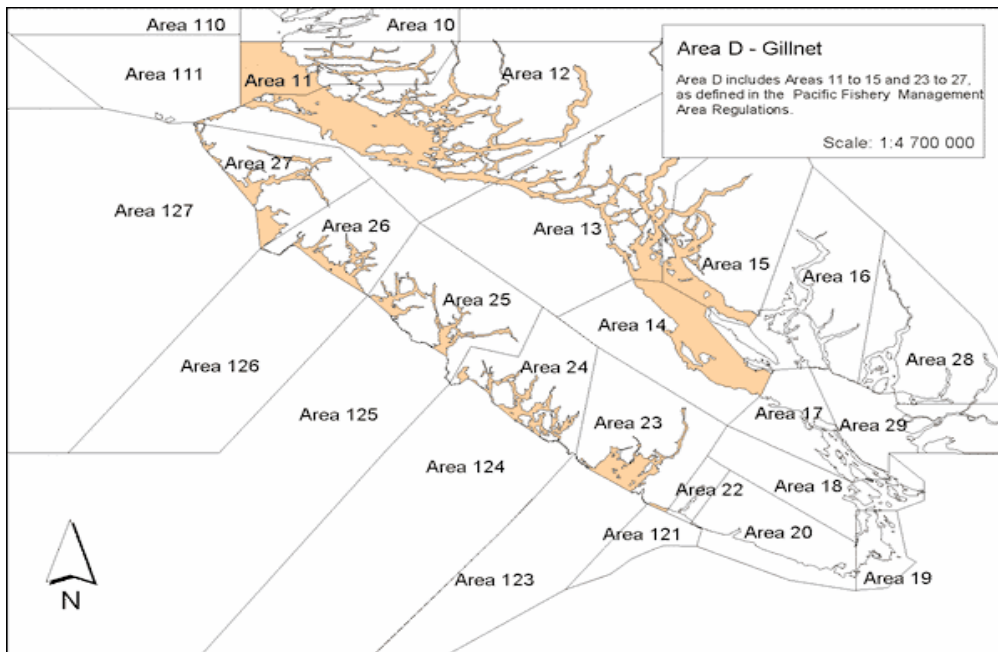 Area 110
Area 10
Area D - Gillnet
Area D includes Areas 11 to 15 and 23 to 27,
as defined in the Pacific Fishery Management
Area Regulations.
Scale: 1:4 700 000
Area 111
Area 11
Area 12
Area 27
Area 127
Area 26
Area 13
Area 15
Area 16
Area 25
Area 14
Area 126
Area 24
Area 28
Area 125
Area 23
Area 17
Area 29
Area 124
Area 22
Area 18
Area 121
Area 20
Area 123
Area 19
N